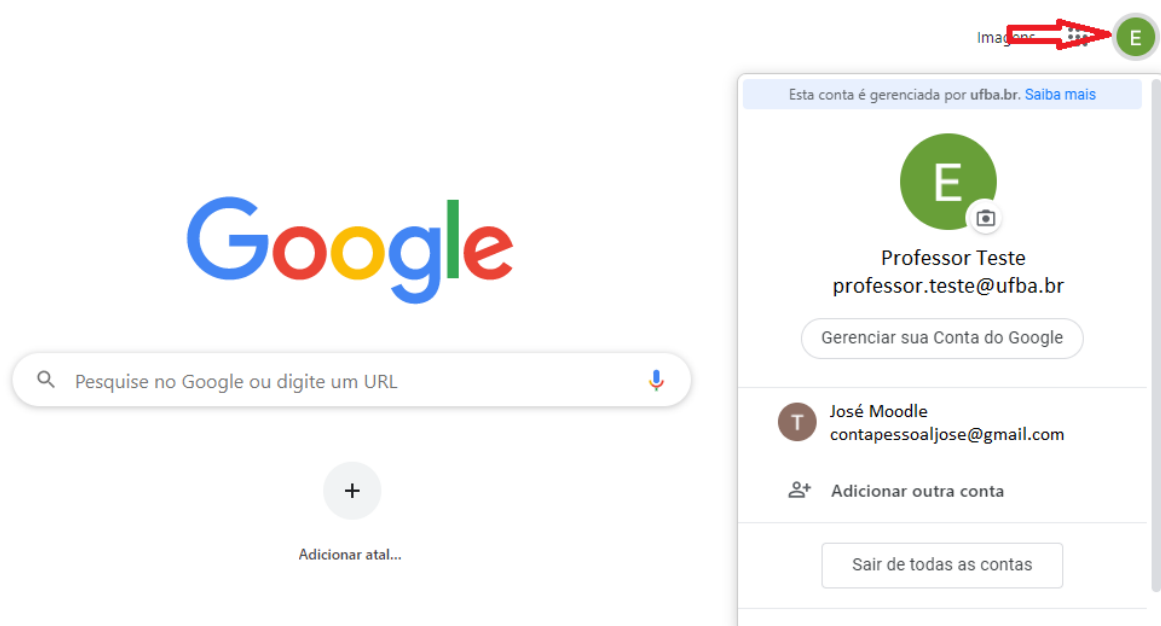 Imagens
E
Esta conta é gerenciada por ufba.br. Saiba mais
E
Professor Teste
professor.teste@ufba.br
Gerenciar sua Conta do Google
Google
Pesquise no Google ou digite um URL
T
José Moodle
contapessoaljose@gmail.com
Adicionar outra conta
Adicionar atal...
Sair de todas as contas